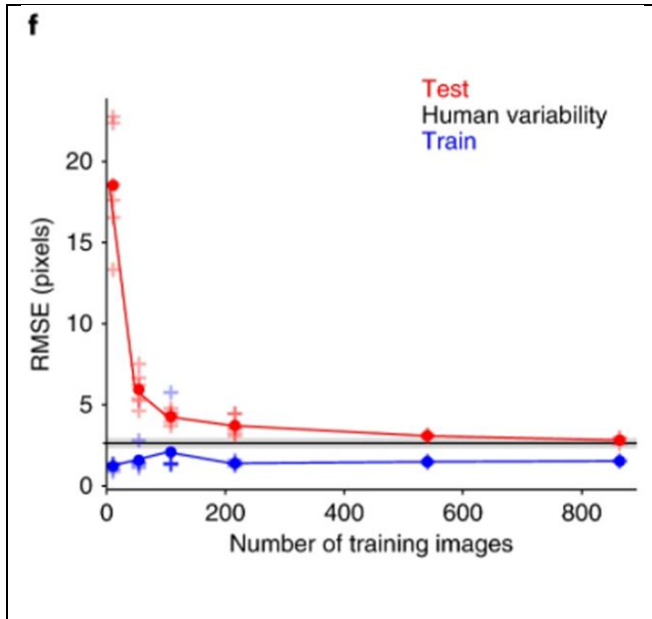 f
Test
Human variability
Train
20
15
10
5
0
RMSE (pixels)
0 200 400 600 800
Number of training images